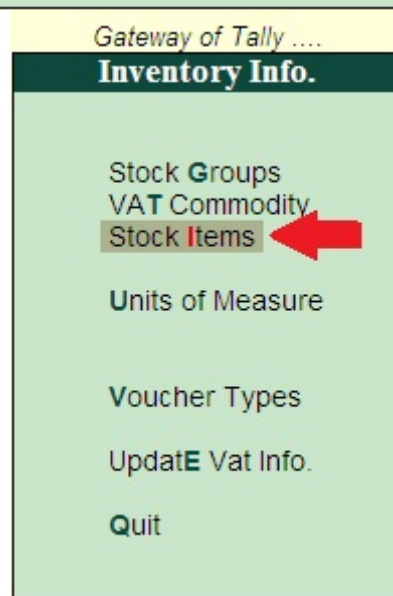 Gateway of Tally ....
Inventory Info.
Stock Groups
VAT Commodity
Stock Items
Units of Measure
Voucher Types
UpdatE Vat Info.
Quit